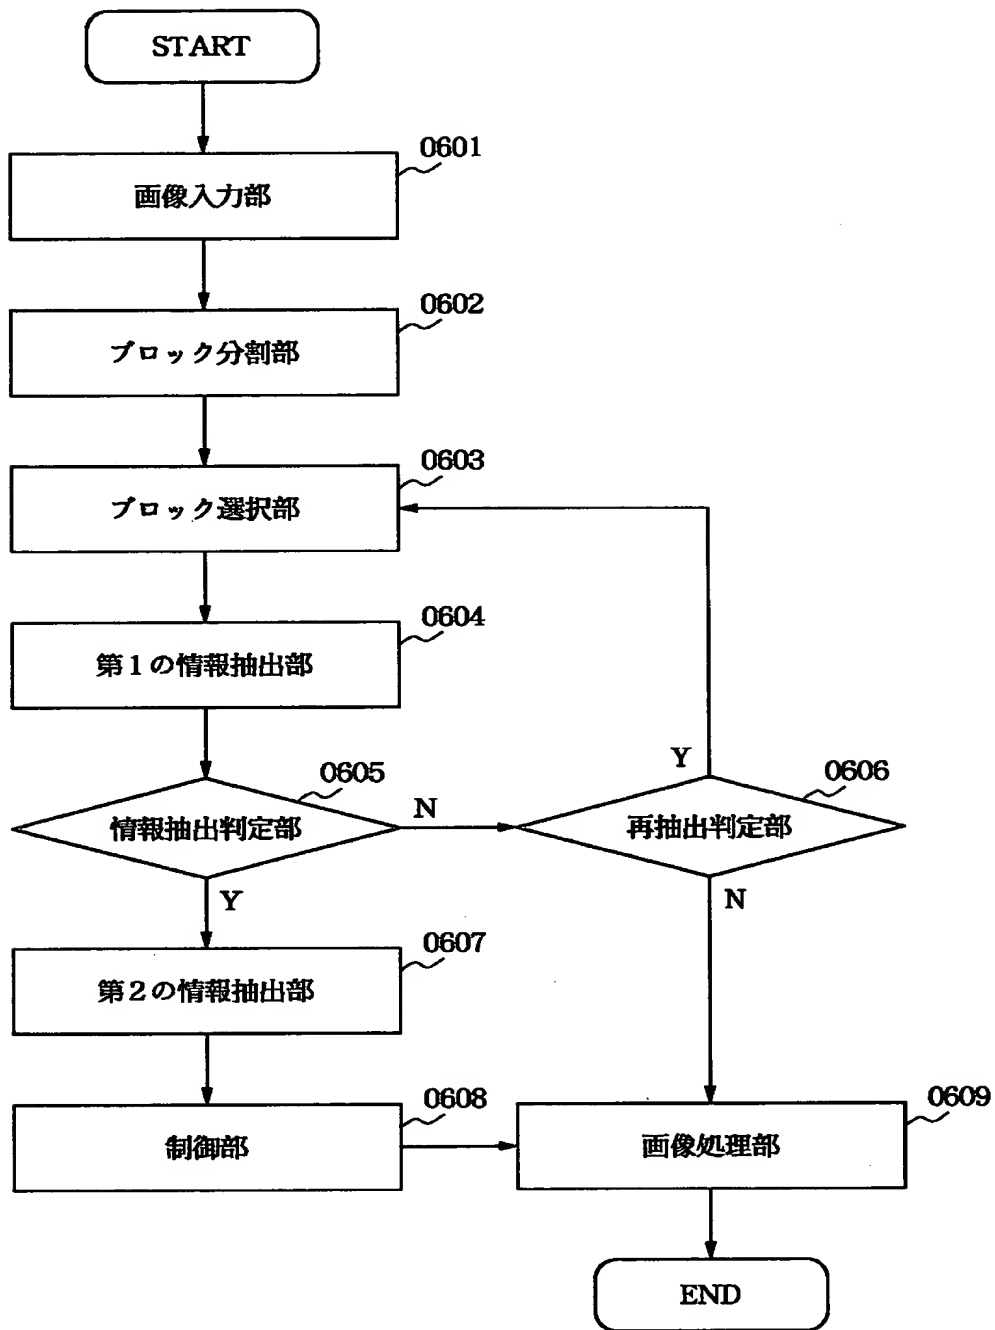 START
0601
画像入力部
0602
ブロック分割部
0603
ブロック選択部
0604
第1の情報抽出部
0605
情報抽出判定部
N
Y
0606
再抽出判定部
Y
N
0607
第2の情報抽出部
0608
制御部
0609
画像処理部
END